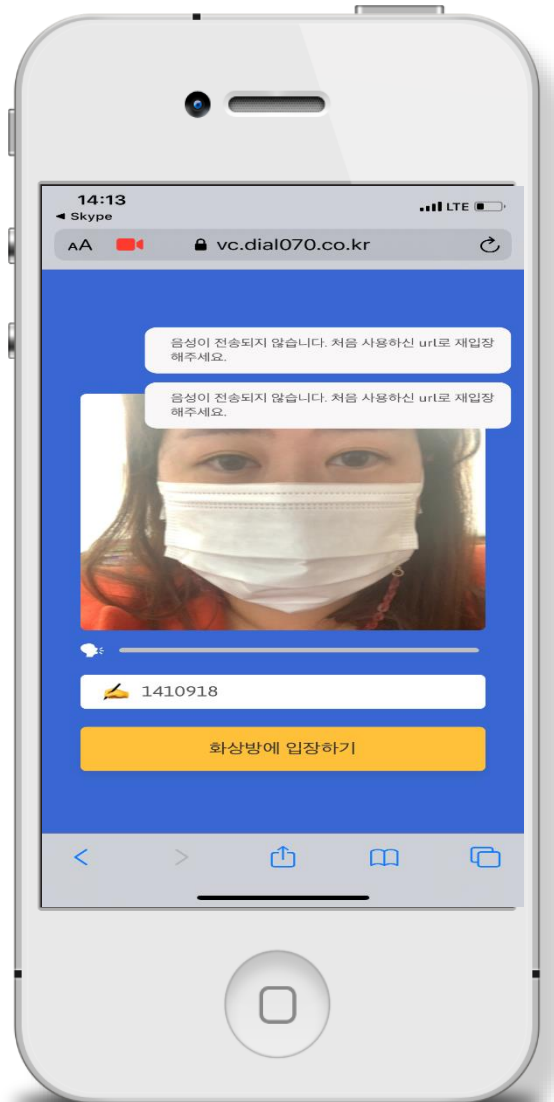 14:13
◀ Skype
LTE
AA
vc.dial070.co.kr
음성이 전송되지 않습니다. 처음 사용하신 url로 재입장
해주세요.
음성이 전송되지 않습니다. 처음 사용하신 url로 재입장
해주세요.
1410918
화상방에 입장하기